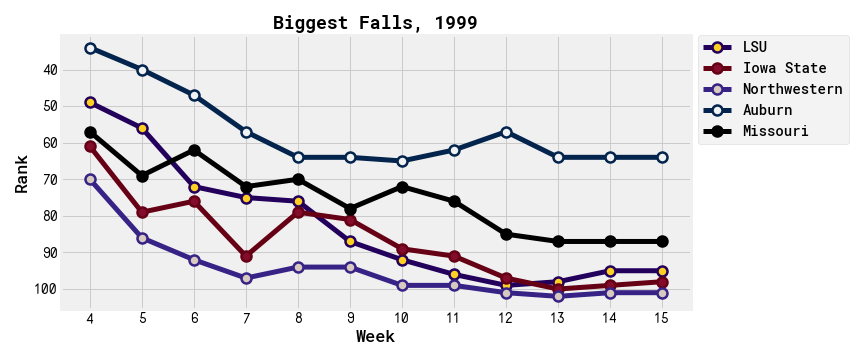 Biggest Falls, 1999
LSU
Iowa State
Northwestern
Auburn
Missouri
Rank
40
50
60
70
80
90
100
4 5 6 7 8 9 10 11 12 13 14 15
Week